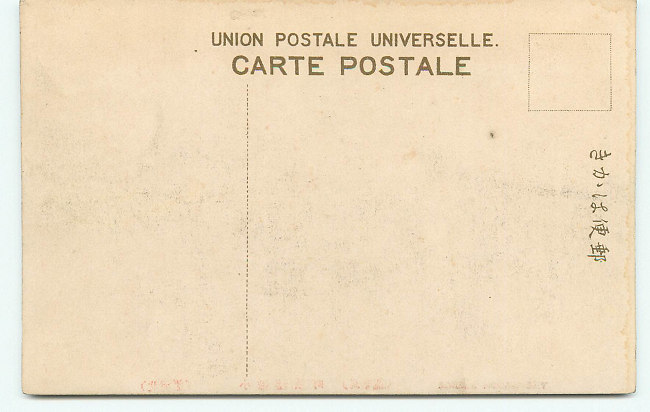 UNION POSTALE UNIVERSELLE.
CARTE POSTALE
きかは便郵